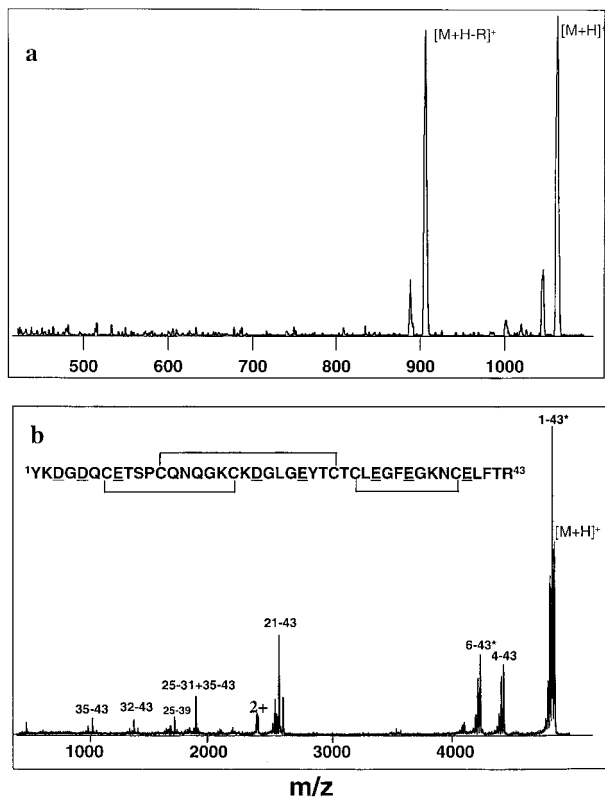 a
[M+H-R]+
[M+H]+
500 600 700 800 900 1000
b
1-43*
¹YKDGDQCETSPCQNQGKCKDGLGEYTCTCLEGFEGKNCELFTR⁴³
[M+H]+
21-43
6-43*
4-43
25-31+35-43
35-43
32-43
25-39
2+
1000 2000 3000 4000
m/z